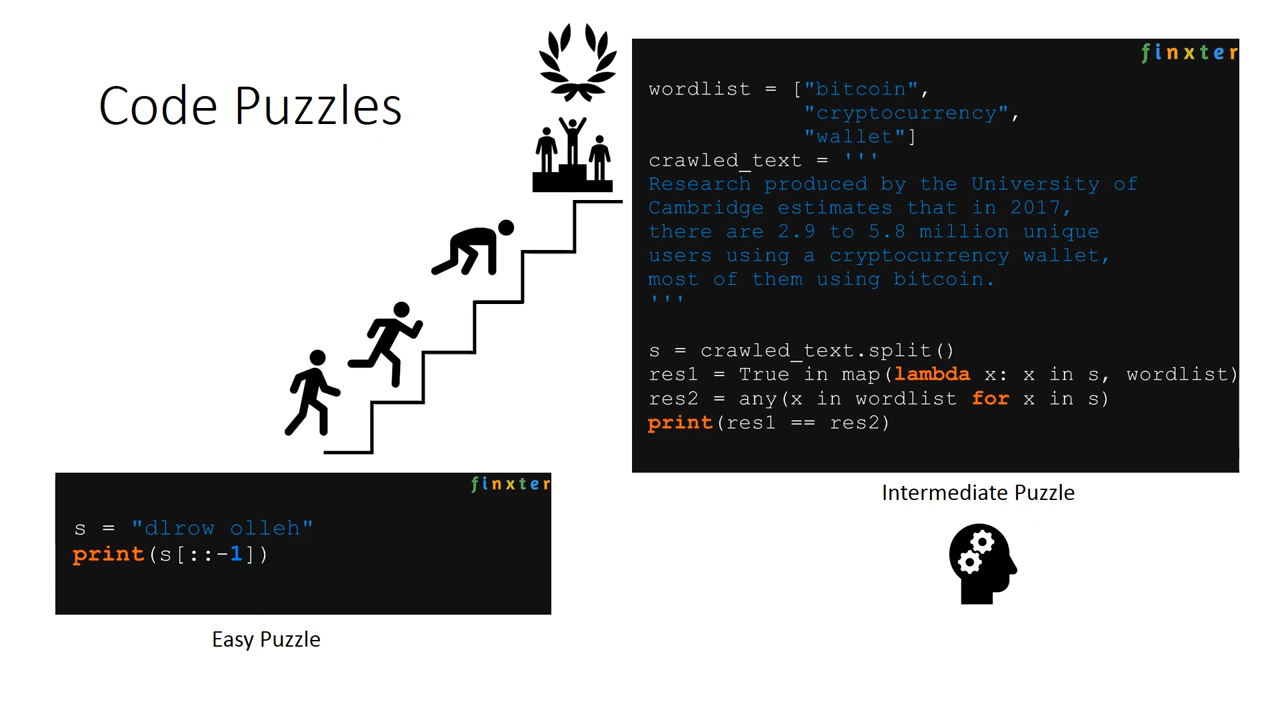 Code Puzzles
finxter
wordlist = ["bitcoin",
"cryptocurrency",
"wallet"]
crawled_text = '''
Research produced by the University of
Cambridge estimates that in 2017,
there are 2.9 to 5.8 million unique
users using a cryptocurrency wallet,
most of them using bitcoin.
'''
s = crawled_text.split()
res1 = True in map(lambda x: x in s, wordlist)
res2 = any(x in wordlist for x in s)
print(res1 == res2)
Intermediate Puzzle
finxter
s = "dlrow olleh"
print(s[::-1])
Easy Puzzle